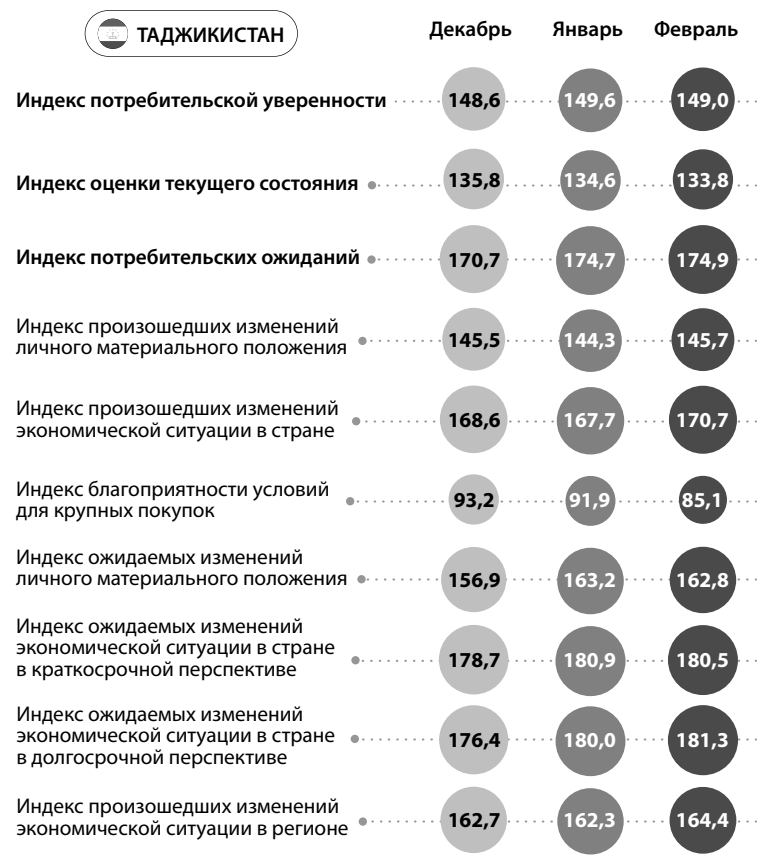 ТАДЖИКИСТАН
Декабрь Январь Февраль
Индекс потребительской уверенности 148,6 149,6 149,0
Индекс оценки текущего состояния 135,8 134,6 133,8
Индекс потребительских ожиданий 170,7 174,7 174,9
Индекс произошедших изменений
личного материального положения 145,5 144,3 145,7
Индекс произошедших изменений
экономической ситуации в стране 168,6 167,7 170,7
Индекс благоприятности условий
для крупных покупок 93,2 91,9 85,1
Индекс ожидаемых изменений
личного материального положения 156,9 163,2 162,8
Индекс ожидаемых изменений
экономической ситуации в стране
в краткосрочной перспективе 178,7 180,9 180,5
Индекс ожидаемых изменений
экономической ситуации в стране
в долгосрочной перспективе 176,4 180,0 181,3
Индекс произошедших изменений
экономической ситуации в регионе 162,7 162,3 164,4